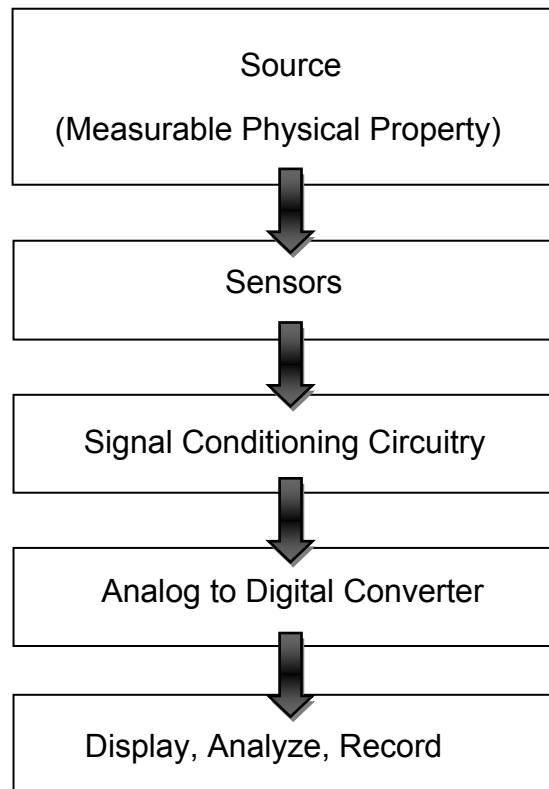 Source
(Measurable Physical Property)
Sensors
Signal Conditioning Circuitry
Analog to Digital Converter
Display, Analyze, Record